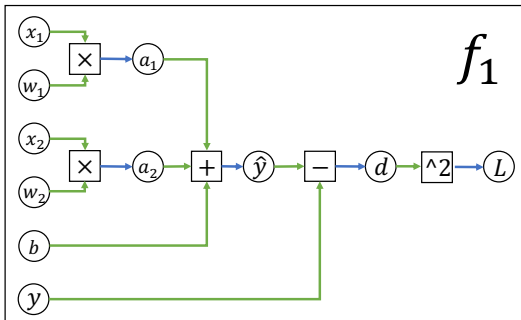 x₁
f₁
× a₁
w₁
x₂
× a₂ + ŷ − d ^2 L
w₂
b
y